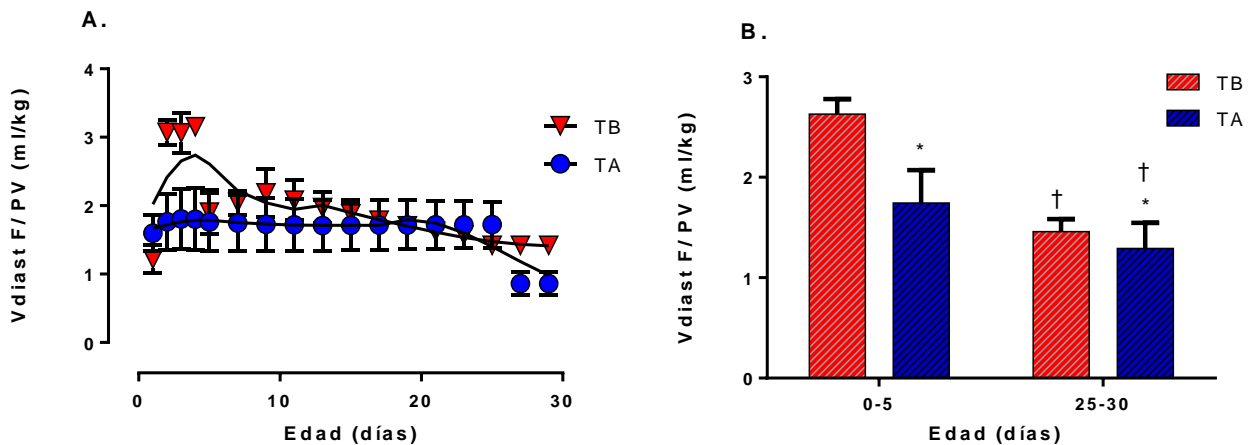 A.
Vdiast F/ PV (ml/kg)
4
3
2
1
0
0
10
20
30
Edad (días)
TB
TA
B.
Vdiast F/ PV (ml/kg)
3
2
1
0
*
†
†
*
0-5
25-30
Edad (días)
TB
TA